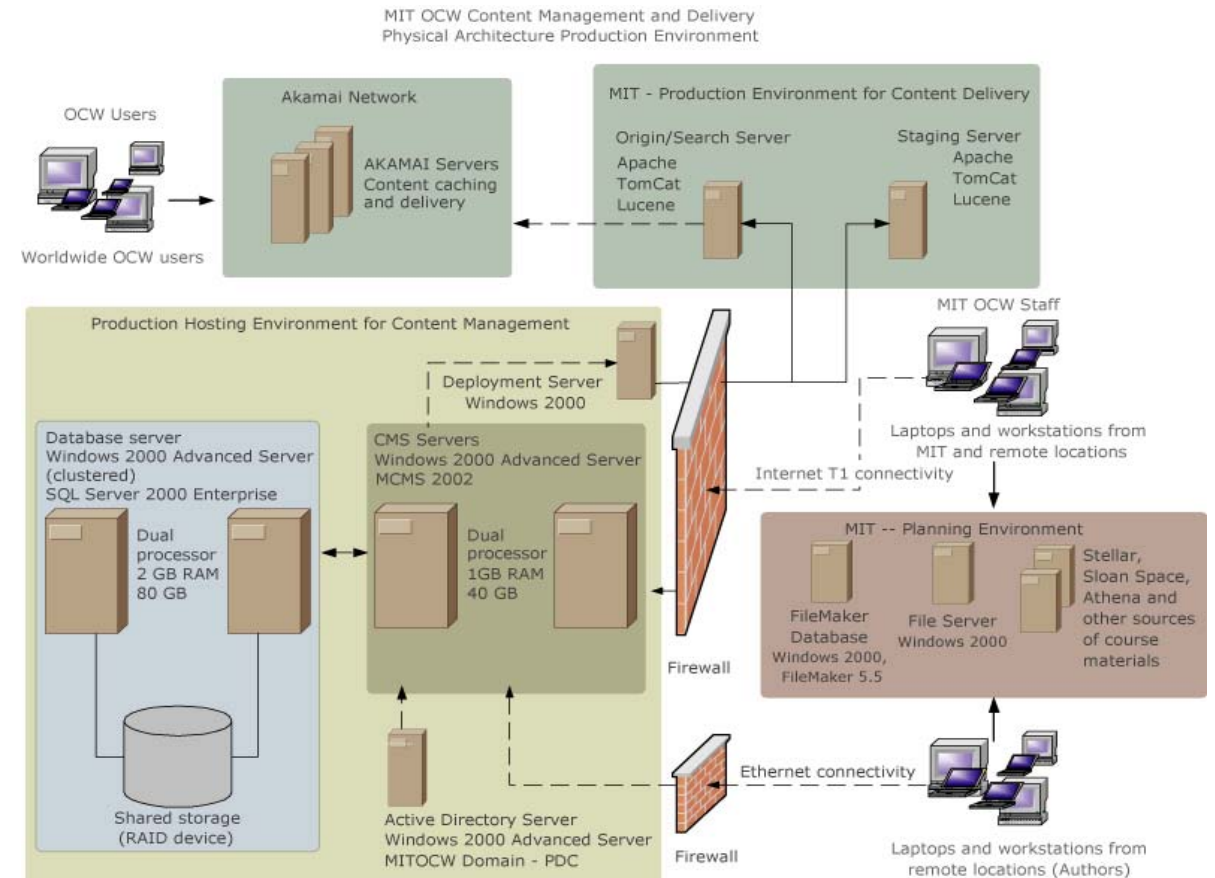 MIT OCW Content Management and Delivery
Physical Architecture Production Environment
OCW Users
Worldwide OCW users
Akamai Network
AKAMAI Servers
Content caching
and delivery
MIT - Production Environment for Content Delivery
Origin/Search Server
Apache
TomCat
Lucene
Staging Server
Apache
TomCat
Lucene
Production Hosting Environment for Content Management
Deployment Server
Windows 2000
Database server
Windows 2000 Advanced Server
(clustered)
SQL Server 2000 Enterprise
Dual
processor
2 GB RAM
80 GB
Shared storage
(RAID device)
CMS Servers
Windows 2000 Advanced Server
MCMS 2002
Dual
processor
1GB RAM
40 GB
Active Directory Server
Windows 2000 Advanced Server
MITOCW Domain - PDC
Firewall
Firewall
MIT OCW Staff
Laptops and workstations from
MIT and remote locations
Internet T1 connectivity
MIT -- Planning Environment
FileMaker
Database
Windows 2000,
FileMaker 5.5
File Server
Windows 2000
Stellar,
Sloan Space,
Athena and
other sources
of course
materials
Ethernet connectivity
Laptops and workstations from
remote locations (Authors)